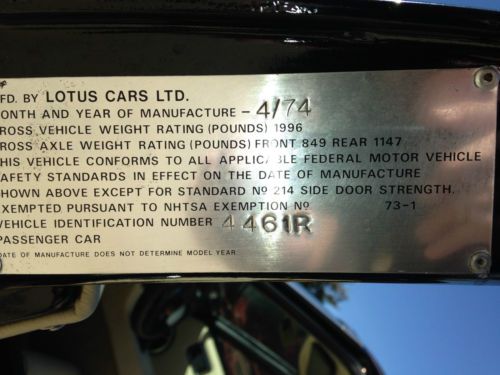 FD. BY LOTUS CARS LTD.
ONTH AND YEAR OF MANUFACTURE - 4/74
ROSS VEHICLE WEIGHT RATING (POUNDS) 1996
ROSS AXLE WEIGHT RATING (POUNDS) FRONT 849 REAR 1147
HIS VEHICLE CONFORMS TO ALL APPLICABLE FEDERAL MOTOR VEHICLE
AFETY STANDARDS IN EFFECT ON THE DATE OF MANUFACTURE
HOWN ABOVE EXCEPT FOR STANDARD Nº 214 SIDE DOOR STRENGTH.
EXEMPTED PURSUANT TO NHTSA EXEMPTION Nº 73-1
VEHICLE IDENTIFICATION NUMBER 4 461R
PASSENGER CAR
DATE OF MANUFACTURE DOES NOT DETERMINE MODEL YEAR